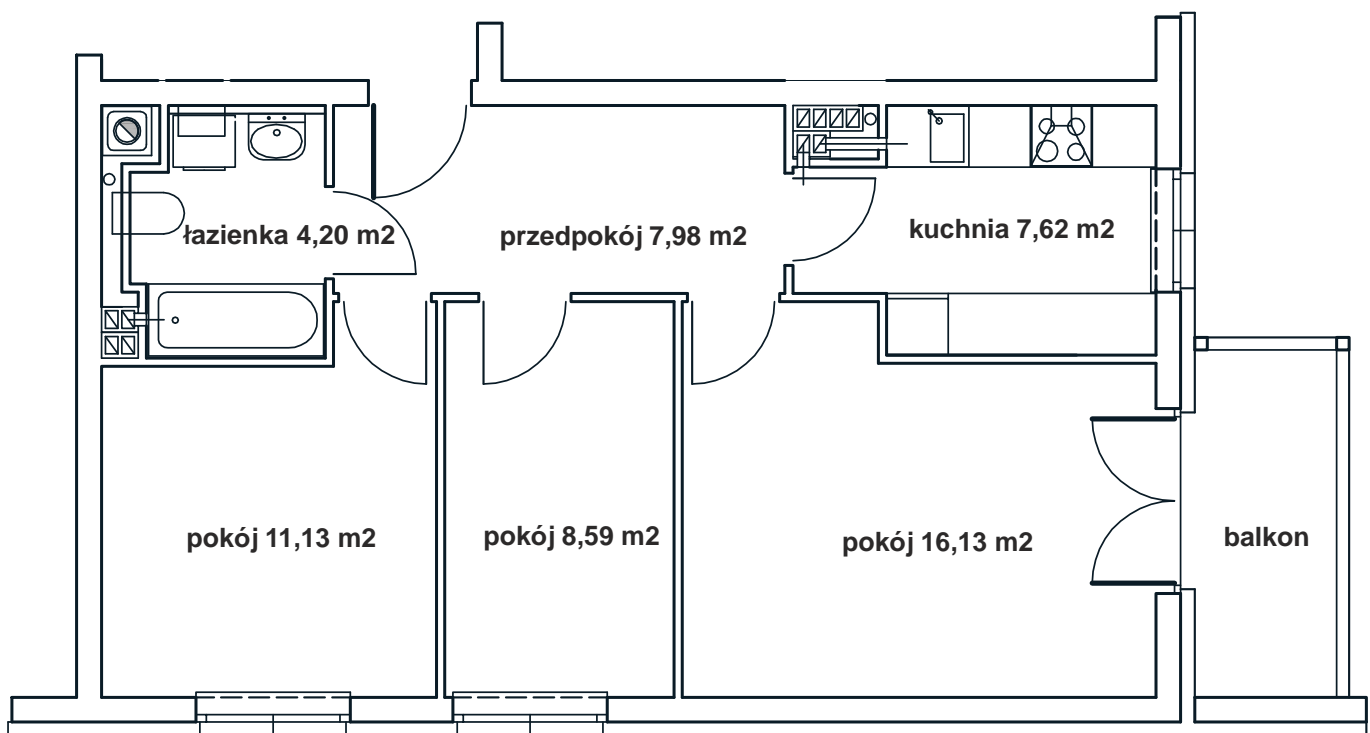 łazienka 4,20 m2
przedpokój 7,98 m2
kuchnia 7,62 m2
pokój 11,13 m2
pokój 8,59 m2
pokój 16,13 m2
balkon